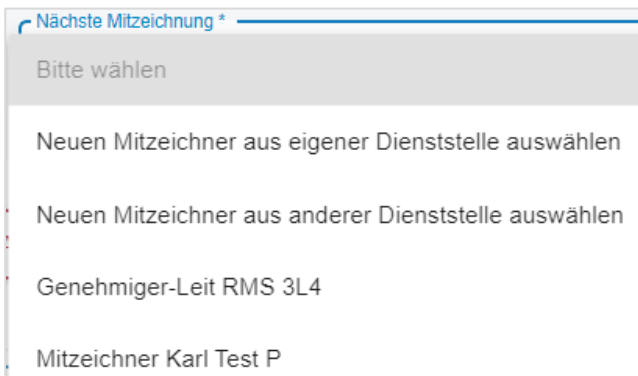 Nächste Mitzeichnung *
Bitte wählen
Neuen Mitzeichner aus eigener Dienststelle auswählen
Neuen Mitzeichner aus anderer Dienststelle auswählen
Genehmiger-Leit RMS 3L4
Mitzeichner Karl Test P